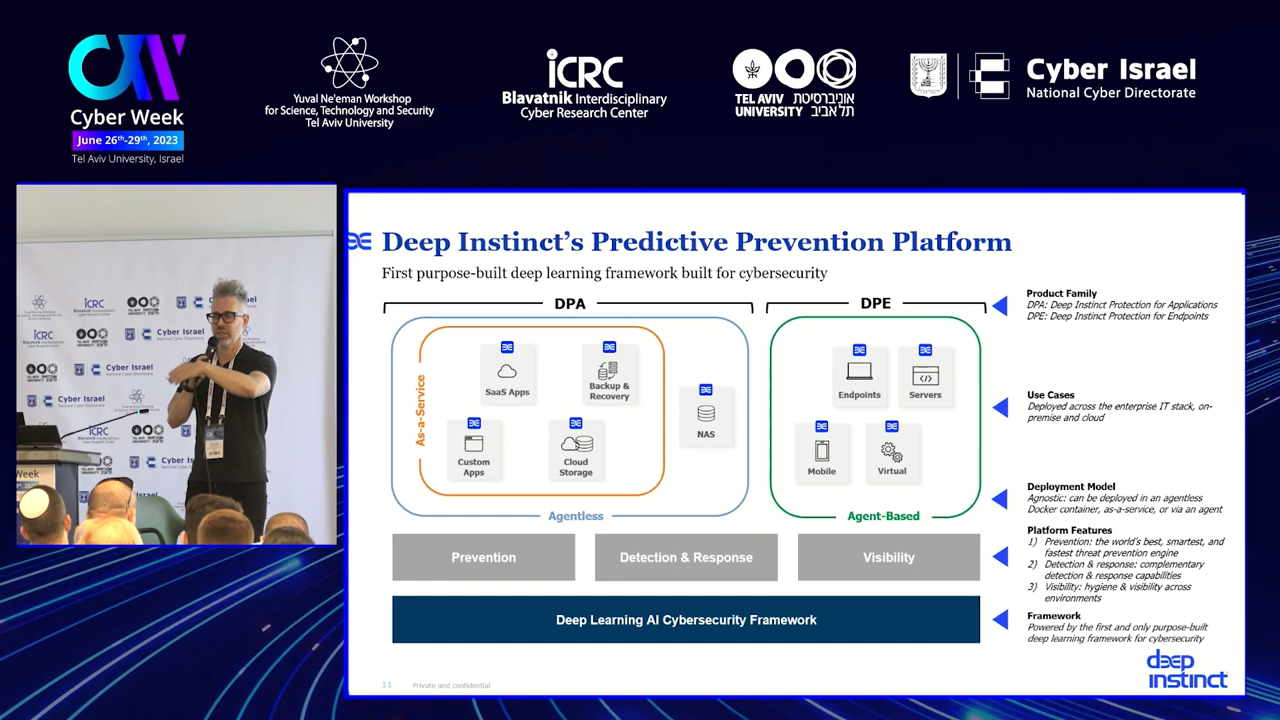 Cyber Week
June 26th-29th, 2023
Tel Aviv University, Israel
Yuval Ne'eman Workshop
for Science, Technology and Security
Tel Aviv University
iCRC
Blavatnik Interdisciplinary
Cyber Research Center
TEL AVIV אוניברסיטת
UNIVERSITY תל אביב
Cyber Israel
National Cyber Directorate
iCRC
Cyber Israel
Cyber Israel
Cyber Israel
iCRC
Week
Deep Instinct's Predictive Prevention Platform
First purpose-built deep learning framework built for cybersecurity
DPA
DPE
As-a-Service
SaaS Apps
Backup &
Recovery
Custom
Apps
Cloud
Storage
NAS
Agentless
Endpoints
Servers
Mobile
Virtual
Agent-Based
Prevention
Detection & Response
Visibility
Deep Learning AI Cybersecurity Framework
Product Family
DPA: Deep Instinct Protection for Applications
DPE: Deep Instinct Protection for Endpoints
Use Cases
Deployed across the enterprise IT stack, on-
premise and cloud
Deployment Model
Agnostic: can be deployed in an agentless
Docker container, as-a-service, or via an agent
Platform Features
1) Prevention: the world's best, smartest, and
fastest threat prevention engine
2) Detection & response: complementary
detection & response capabilities
3) Visibility: hygiene & visibility across
environments
Framework
Powered by the first and only purpose-built
deep learning framework for cybersecurity
11 Private and confidential
deep
instinct